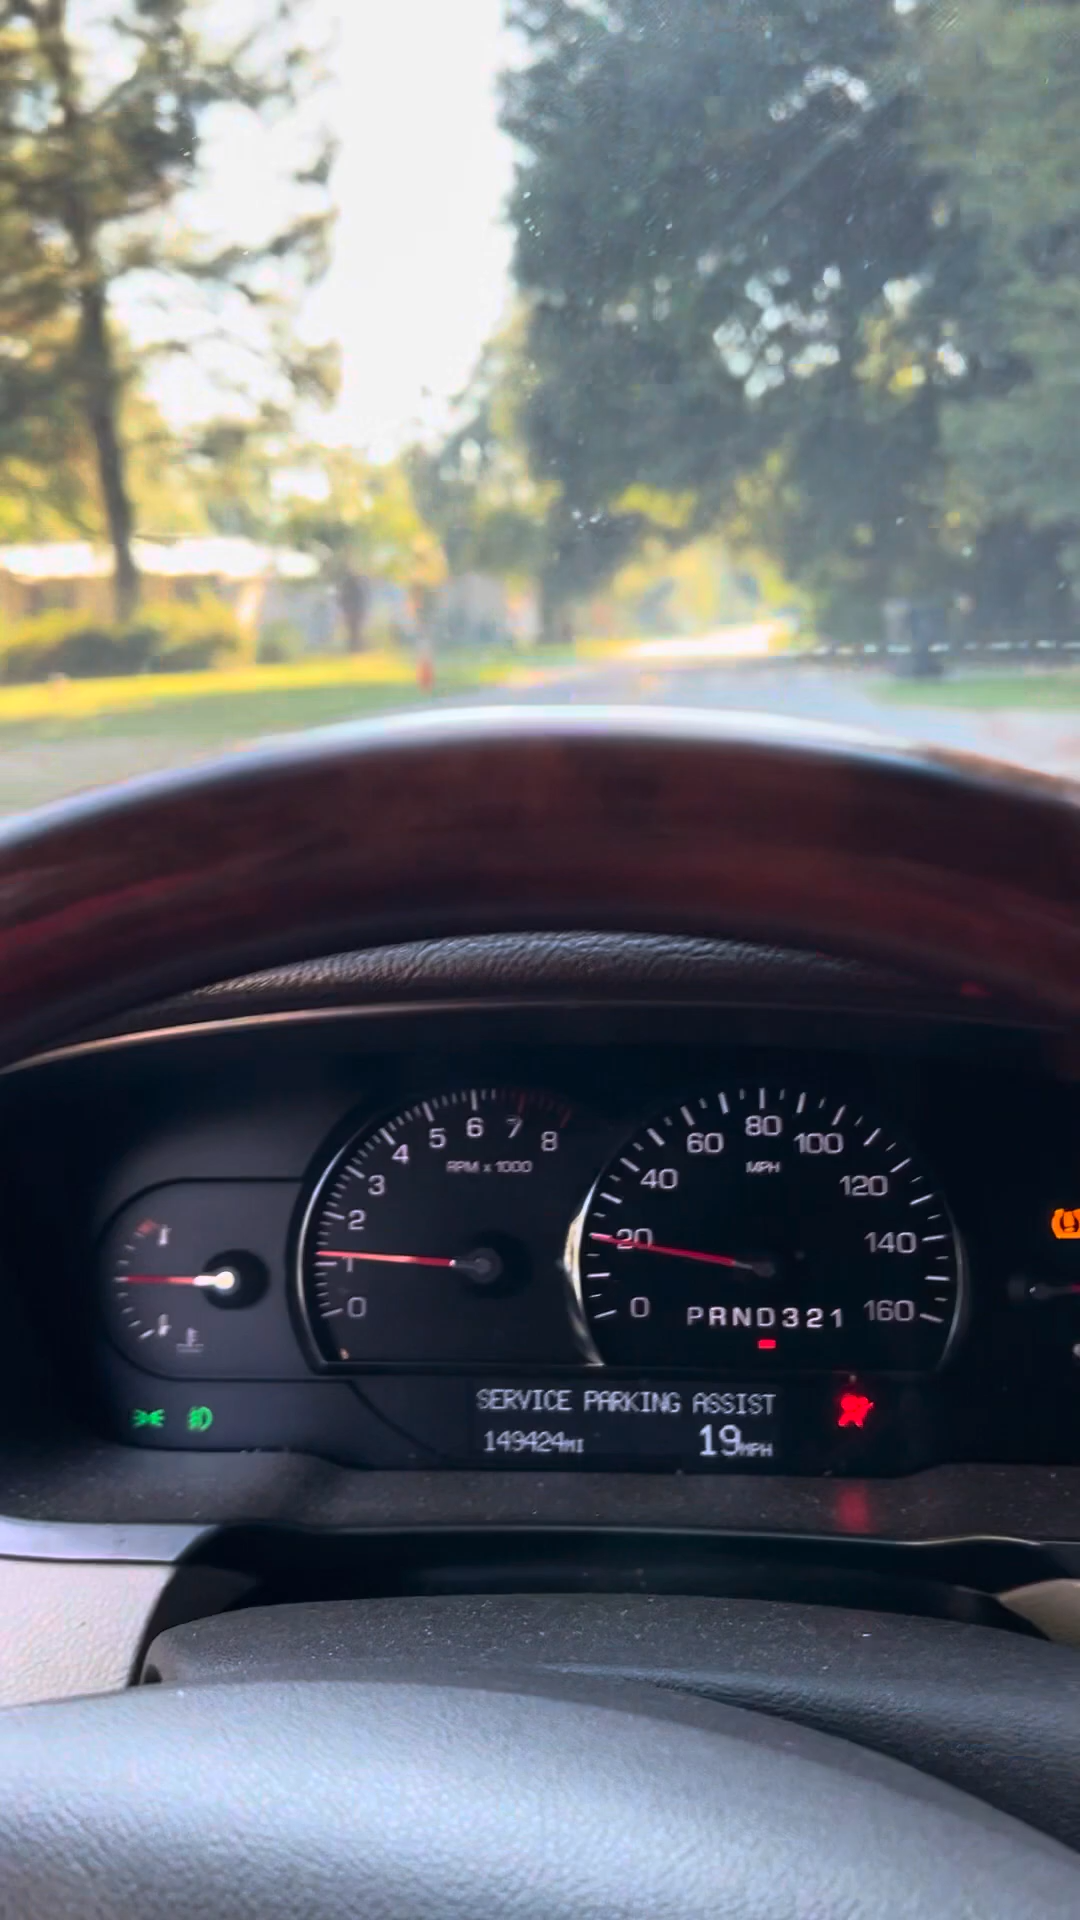 0 1 2 3 4 5 6 7 8
RPM x 1000
0 20 40 60 80 100 120 140 160
MPH
PRND321
SERVICE PARKING ASSIST
149424MI 19MPH